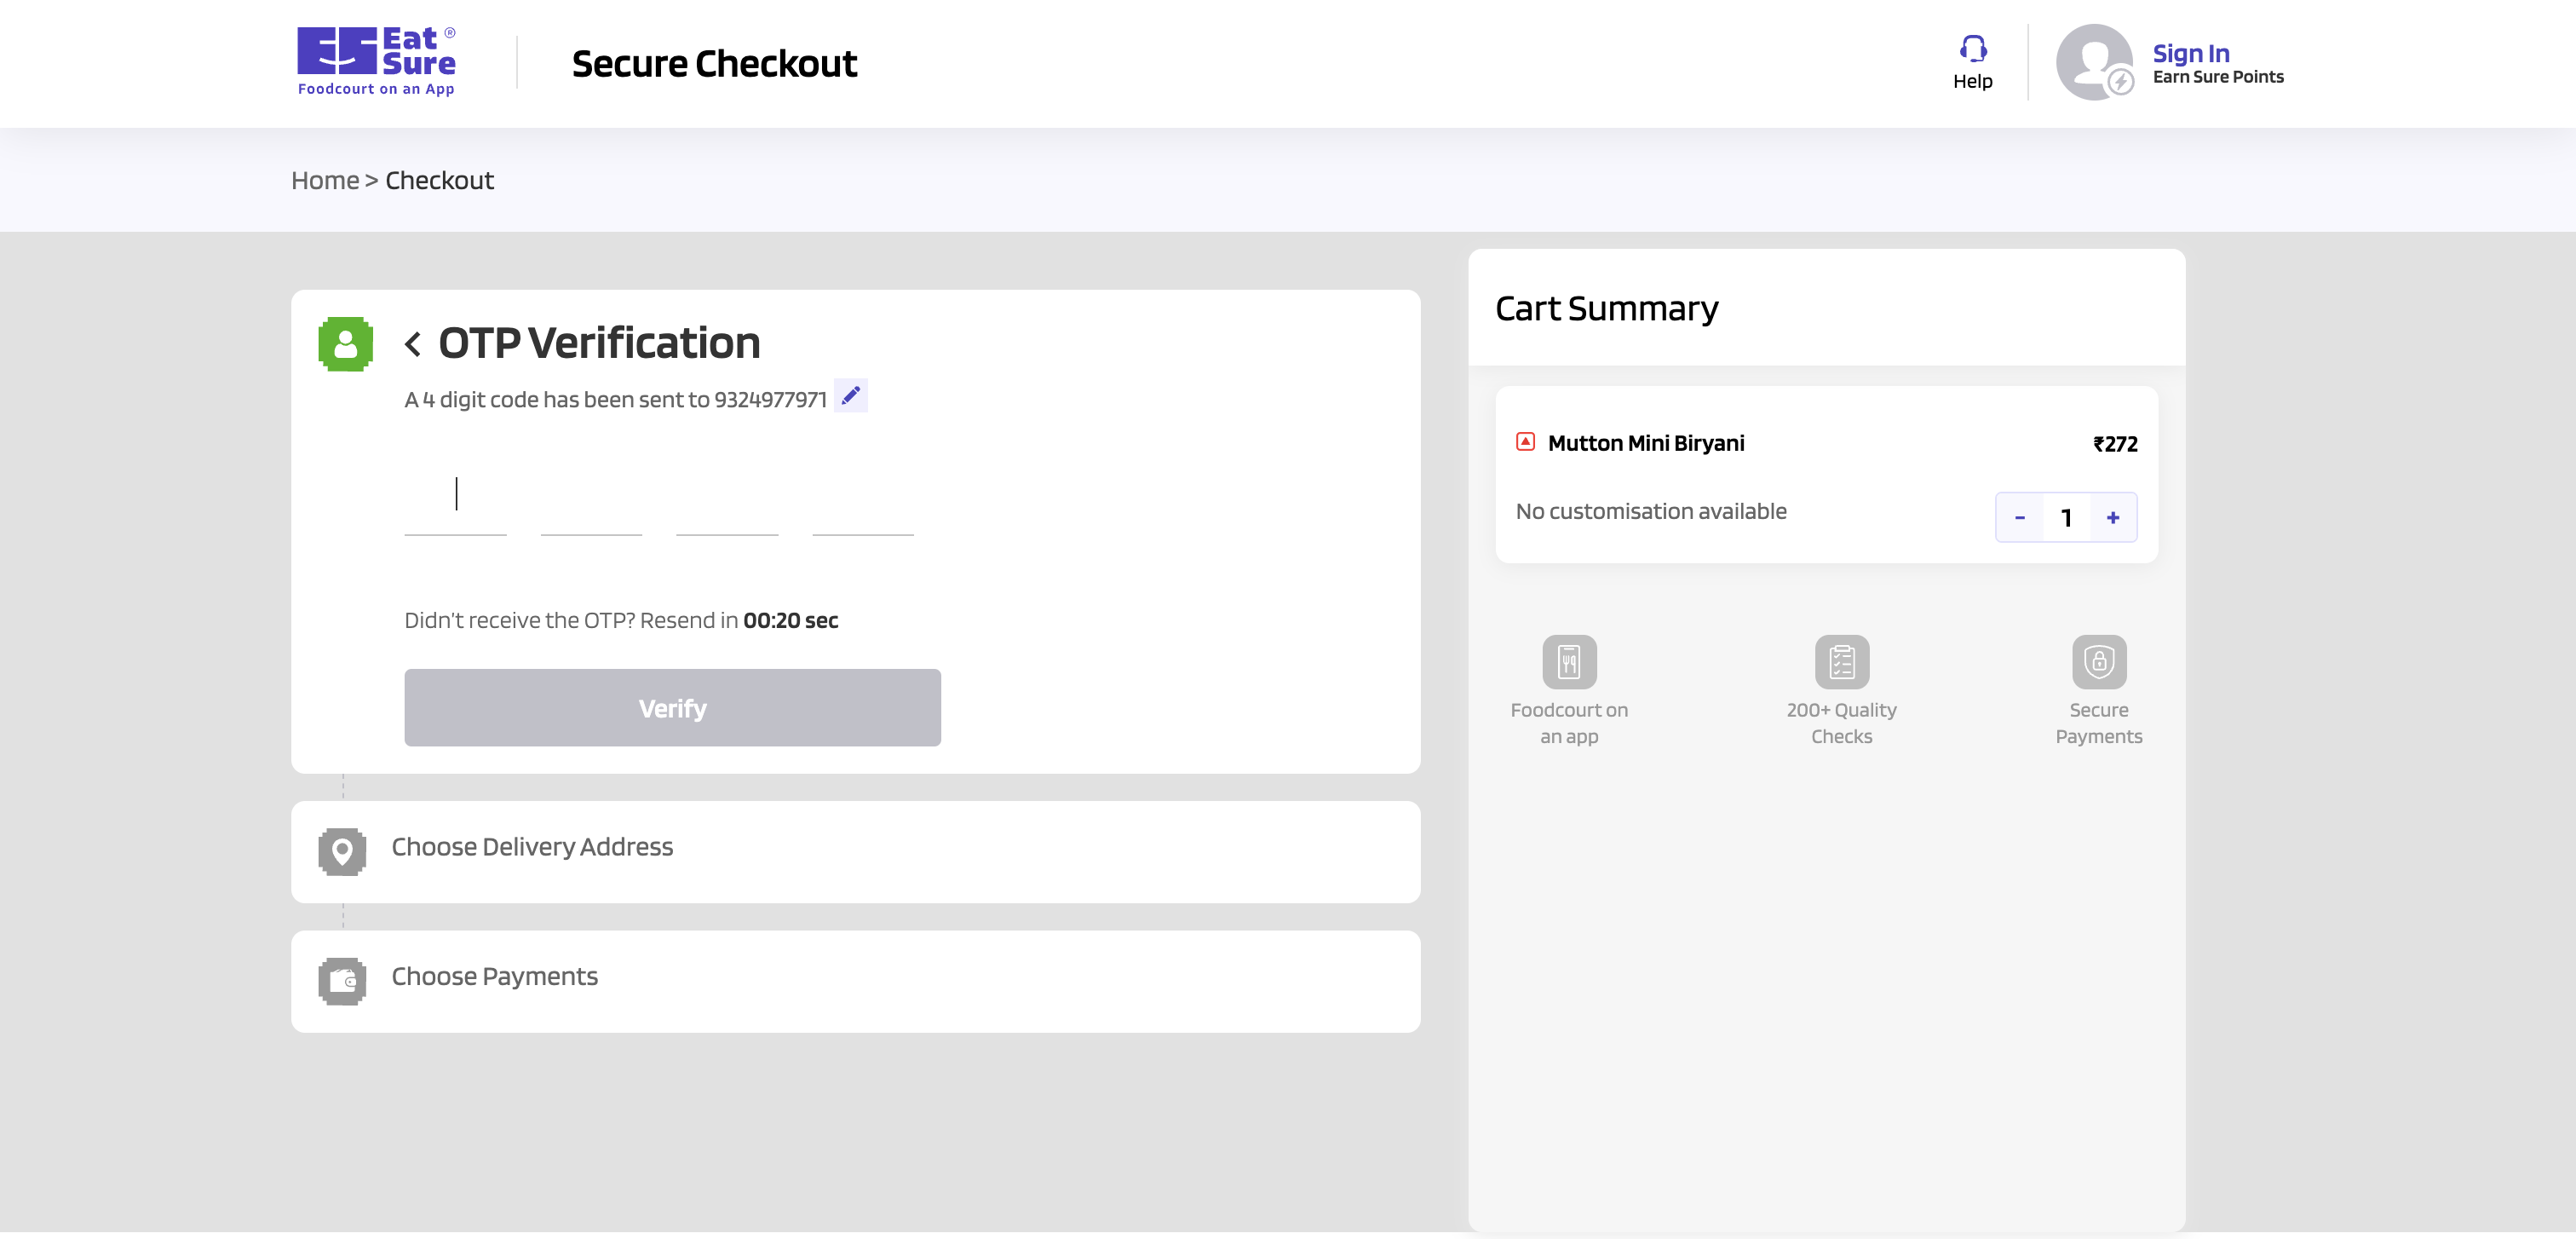 Eat ®
Sure
Foodcourt on an App
Secure Checkout
Help
Sign In
Earn Sure Points
Home > Checkout
OTP Verification
A 4 digit code has been sent to 9324977971
Didn't receive the OTP? Resend in 00:20 sec
Verify
Choose Delivery Address
Choose Payments
Cart Summary
Mutton Mini Biryani ₹272
No customisation available - 1 +
Foodcourt on
an app
200+ Quality
Checks
Secure
Payments